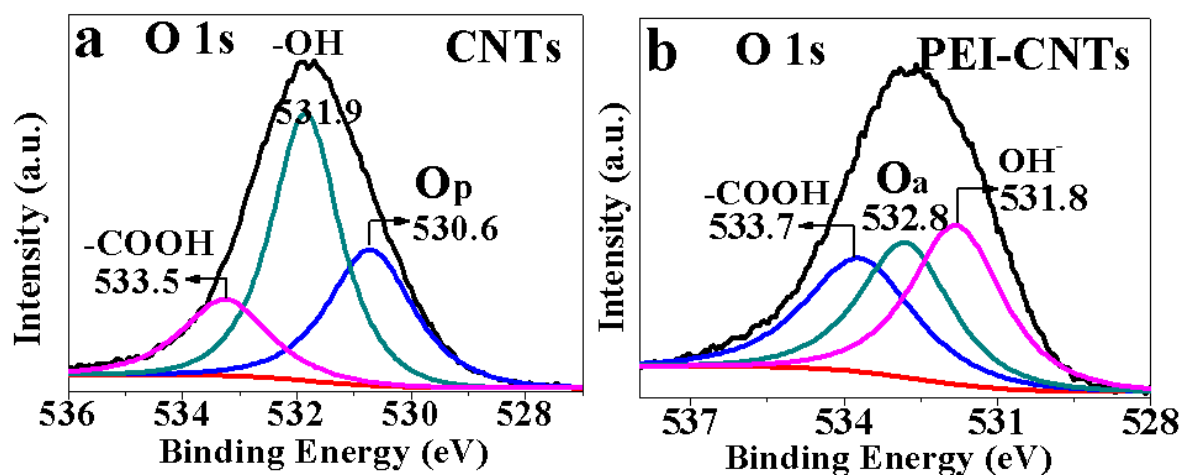 a O 1s -OH CNTs
531.9
Op
530.6
-COOH
533.5
Intensity (a.u.)
536 534 532 530 528
Binding Energy (eV)
b O 1s PEI-CNTs
-COOH
533.7
Oa
532.8
OH-
531.8
Intensity (a.u.)
537 534 531 528
Binding Energy (eV)